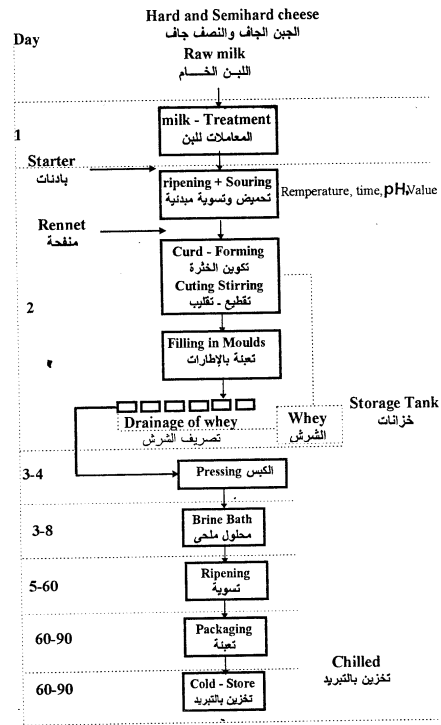 Hard and Semihard cheese
الجبن الجاف والنصف جاف
Day
Raw milk
اللبن الخام
1
milk - Treatment
المعاملات للبن
Starter
بادئات
ripening + Souring
تحميض وتسوية مبدئية
Remperature, time, pH, Value
Rennet
منفحة
Curd - Forming
تكوين الخثرة
Cuting Stirring
تقطيع - تقليب
2
Filling in Moulds
تعبئة بالإطارات
Drainage of whey
تصريف الشرش
Whey
الشرش
Storage Tank
خزانات
3-4
Pressing الكبس
3-8
Brine Bath
محلول ملحى
5-60
Ripening
تسوية
60-90
Packaging
تعبئة
Chilled
تخزين بالتبريد
60-90
Cold - Store
تخزين بالتبريد